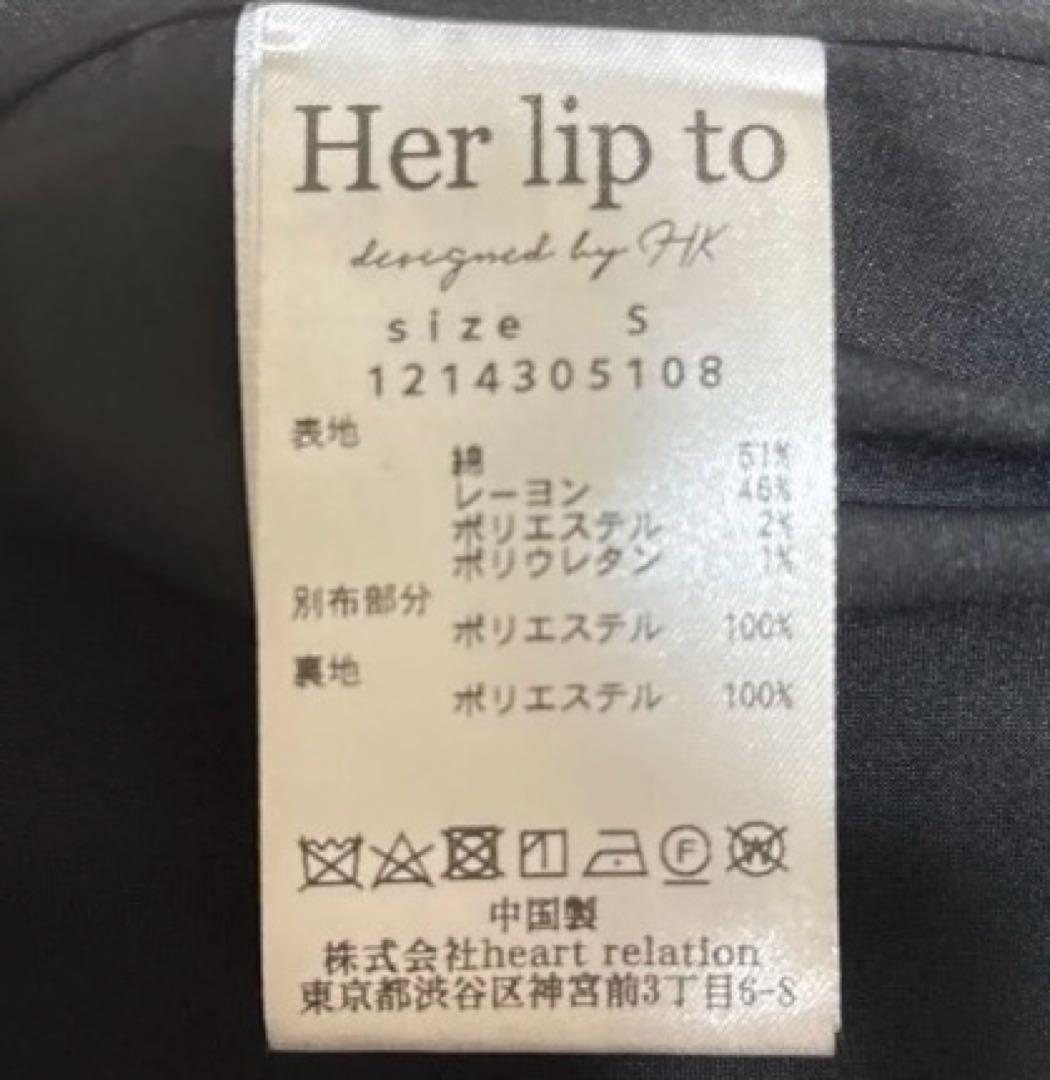 Her lip to
designed by HK
size S
1214305108
表地
綿 51%
レーヨン 46%
ポリエステル 2%
ポリウレタン 1%
別布部分
ポリエステル 100%
裏地
ポリエステル 100%
F W
中国製
株式会社heart relation
東京都渋谷区神宮前3丁目6-8